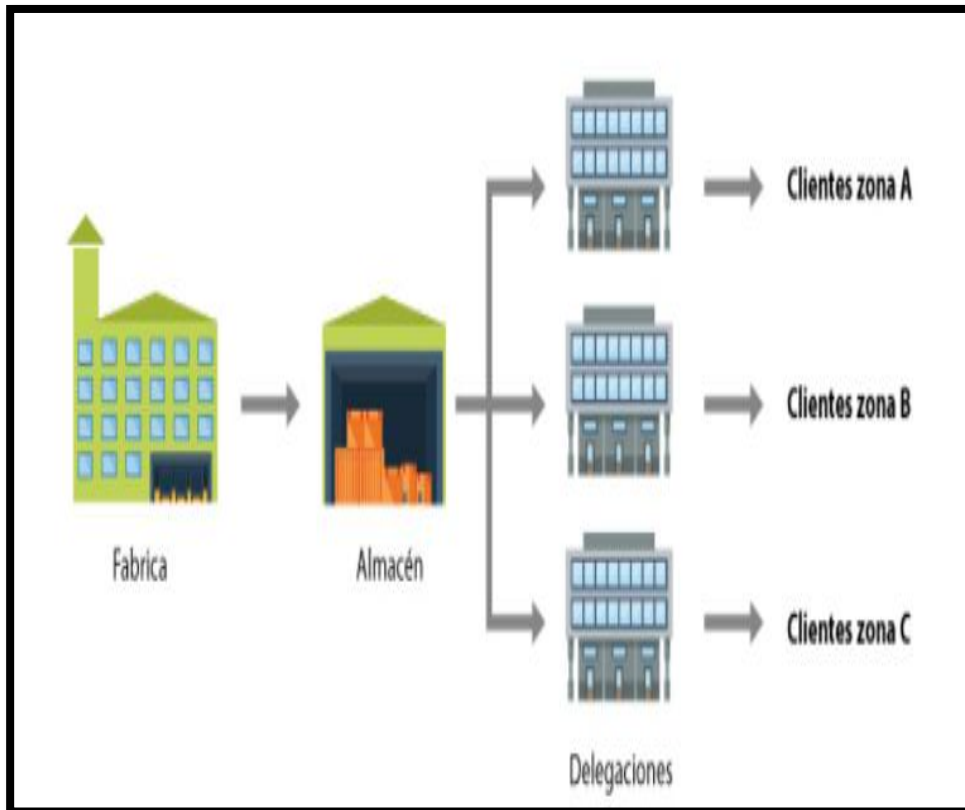 Clientes zona A
Clientes zona B
Fabrica
Almacén
Clientes zona C
Delegaciones